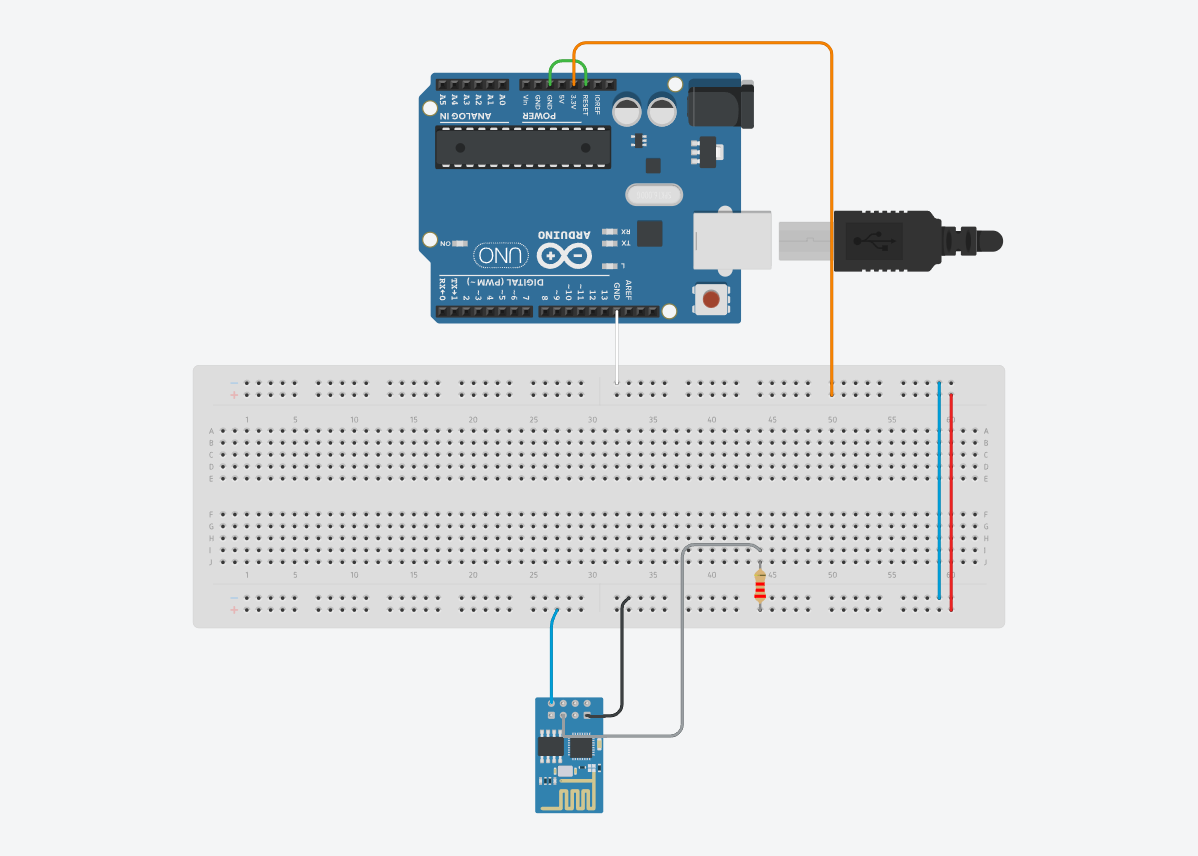 A5 A4 A3 A2 A1 A0 Vin GND GND 5V 3.3V RESET IOREF
ANALOG IN POWER
RX
TX
ON
L
UNO
ARDUINO
DIGITAL (PWM ~)
RX←0 TX→1 2 ~3 4 ~5 ~6 7 8 ~9 ~10 ~11 12 13 GND AREF
−
+
1 5 10 15 20 25 30 35 40 45 50 55 60
A A
B B
C C
D D
E E
F F
G G
H H
I I
J J
1 5 10 15 20 25 30 35 40 45 50 55 60
−
+